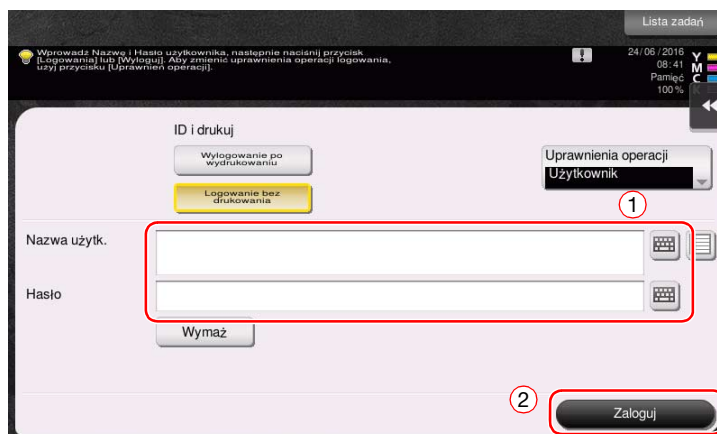 Lista zadań
Wprowadź Nazwę i Hasło użytkownika, następnie naciśnij przycisk
[Logowania] lub [Wyloguj]. Aby zmienić uprawnienia operacji logowania,
użyj przycisku [Uprawnień operacji].
24/06/2016
08:41
Pamięć
100 %
Y
M
C
K
ID i drukuj
Wylogowanie po
wydrukowaniu
Logowanie bez
drukowania
Uprawnienia operacji
Użytkownik
1
Nazwa użytk.
Hasło
Wymaż
2
Zaloguj